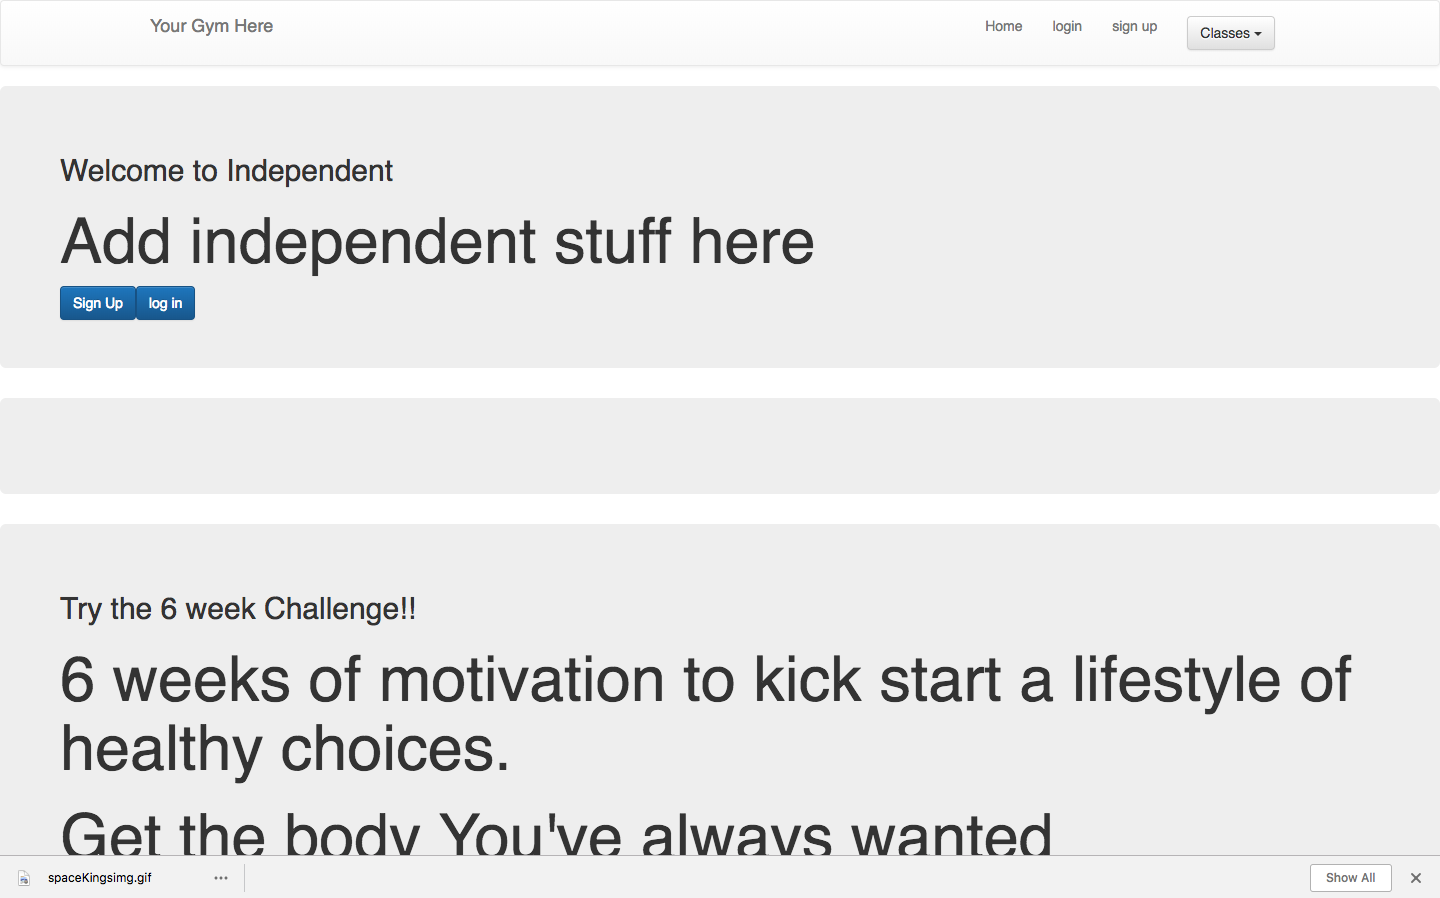 Your Gym Here
Home login sign up Classes
Welcome to Independent
Add independent stuff here
Sign Up log in
Try the 6 week Challenge!!
6 weeks of motivation to kick start a lifestyle of
healthy choices.
Get the body You've always wanted
spaceKingsimg.gif
Show All